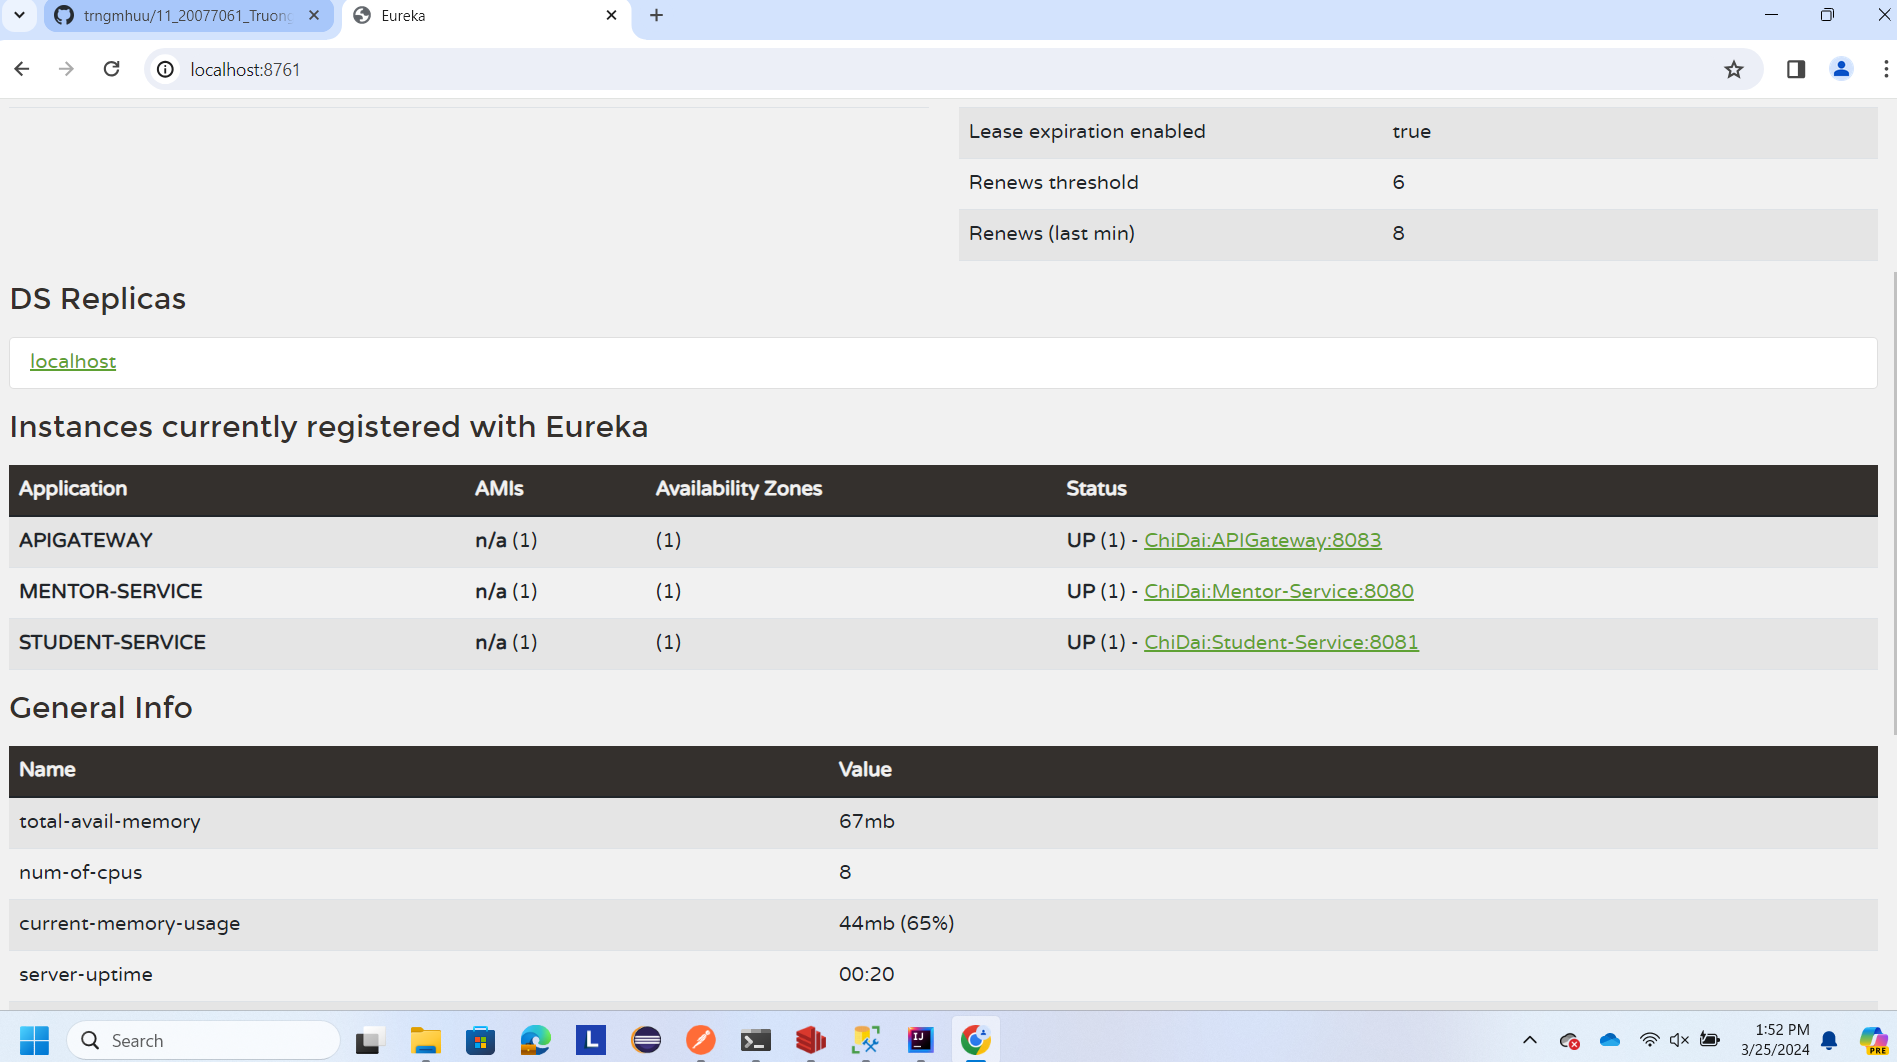 trngmhuu/11_20077061_Truong
Eureka
localhost:8761
Lease expiration enabled true
Renews threshold 6
Renews (last min) 8
DS Replicas
localhost
Instances currently registered with Eureka
Application AMIs Availability Zones Status
APIGATEWAY n/a (1) (1) UP (1) - ChiDai:APIGateway:8083
MENTOR-SERVICE n/a (1) (1) UP (1) - ChiDai:Mentor-Service:8080
STUDENT-SERVICE n/a (1) (1) UP (1) - ChiDai:Student-Service:8081
General Info
Name Value
total-avail-memory 67mb
num-of-cpus 8
current-memory-usage 44mb (65%)
server-uptime 00:20
Search
L
IJ
1:52 PM
3/25/2024
PRE